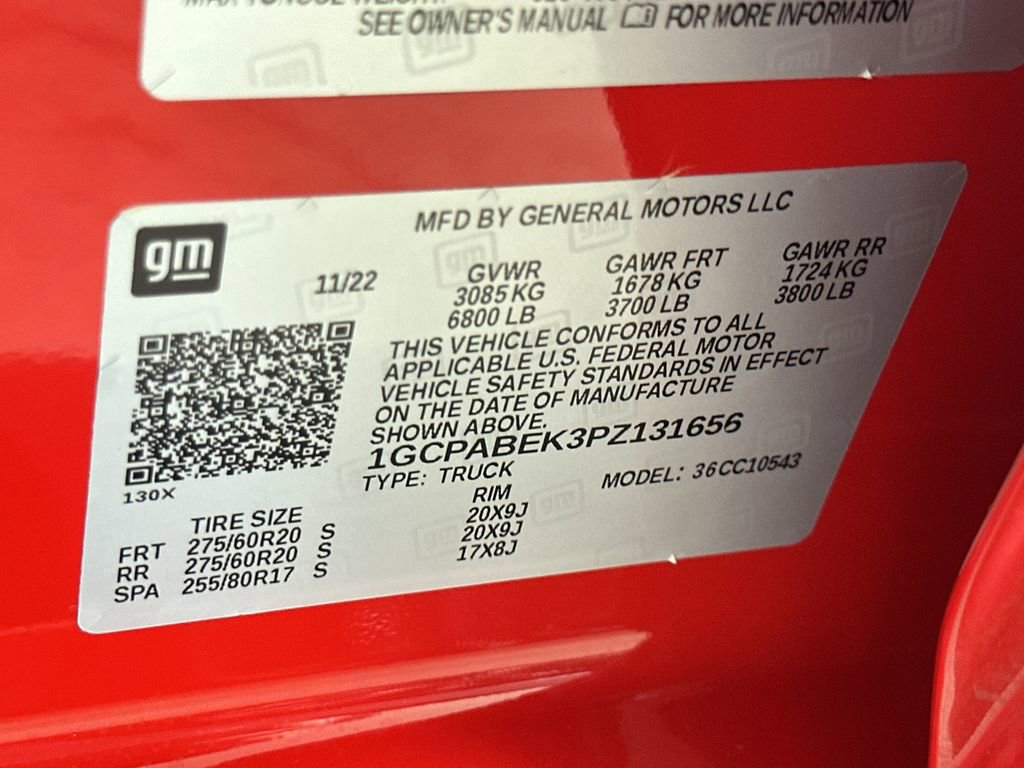 SEE OWNER'S MANUAL FOR MORE INFORMATION
gm
MFD BY GENERAL MOTORS LLC
11/22
GVWR GAWR FRT GAWR RR
3085 KG 1678 KG 1724 KG
6800 LB 3700 LB 3800 LB
THIS VEHICLE CONFORMS TO ALL
APPLICABLE U.S. FEDERAL MOTOR
VEHICLE SAFETY STANDARDS IN EFFECT
ON THE DATE OF MANUFACTURE
SHOWN ABOVE.
1GCPABEK3PZ131656
TYPE: TRUCK MODEL: 36CC10543
130X
TIRE SIZE RIM
FRT 275/60R20 S 20X9J
RR 275/60R20 S 20X9J
SPA 255/80R17 S 17X8J